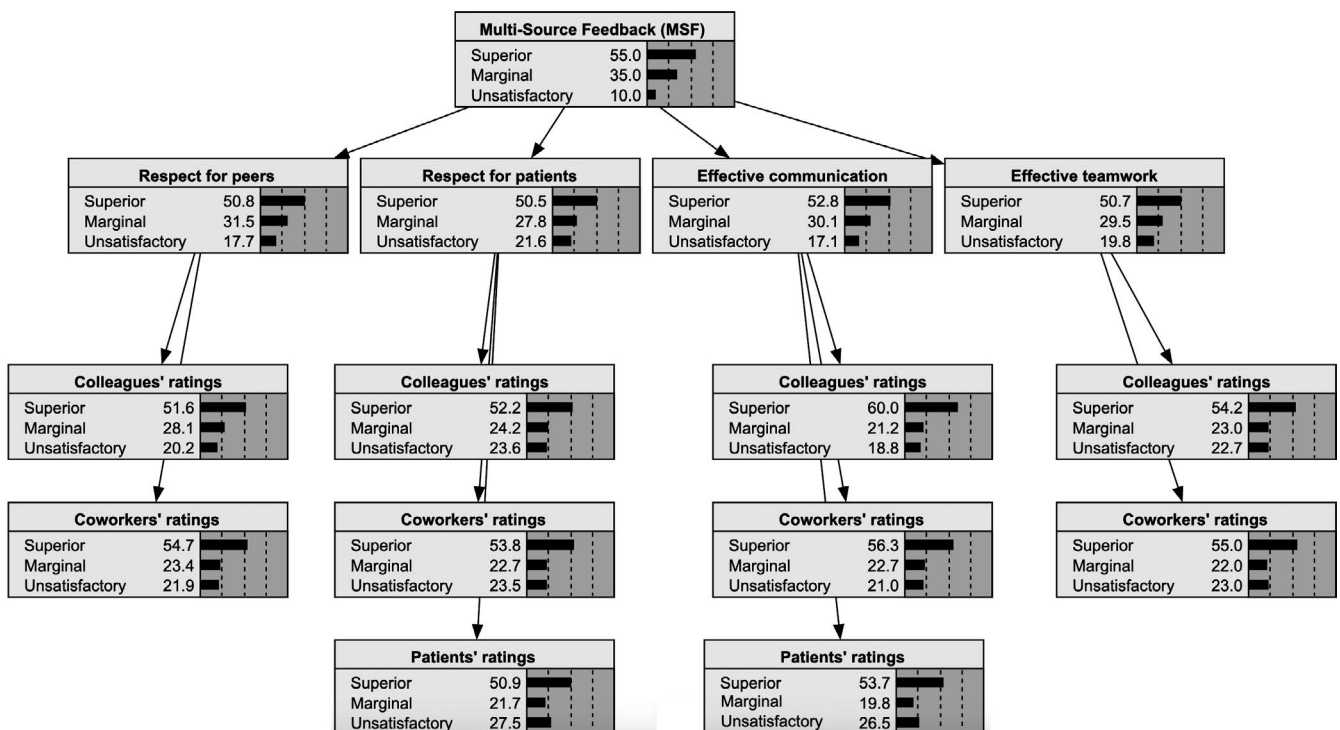 Multi-Source Feedback (MSF)
Superior 55.0
Marginal 35.0
Unsatisfactory 10.0
Respect for peers
Superior 50.8
Marginal 31.5
Unsatisfactory 17.7
Respect for patients
Superior 50.5
Marginal 27.8
Unsatisfactory 21.6
Effective communication
Superior 52.8
Marginal 30.1
Unsatisfactory 17.1
Effective teamwork
Superior 50.7
Marginal 29.5
Unsatisfactory 19.8
Colleagues' ratings
Superior 51.6
Marginal 28.1
Unsatisfactory 20.2
Colleagues' ratings
Superior 52.2
Marginal 24.2
Unsatisfactory 23.6
Colleagues' ratings
Superior 60.0
Marginal 21.2
Unsatisfactory 18.8
Colleagues' ratings
Superior 54.2
Marginal 23.0
Unsatisfactory 22.7
Coworkers' ratings
Superior 54.7
Marginal 23.4
Unsatisfactory 21.9
Coworkers' ratings
Superior 53.8
Marginal 22.7
Unsatisfactory 23.5
Coworkers' ratings
Superior 56.3
Marginal 22.7
Unsatisfactory 21.0
Coworkers' ratings
Superior 55.0
Marginal 22.0
Unsatisfactory 23.0
Patients' ratings
Superior 50.9
Marginal 21.7
Unsatisfactory 27.5
Patients' ratings
Superior 53.7
Marginal 19.8
Unsatisfactory 26.5